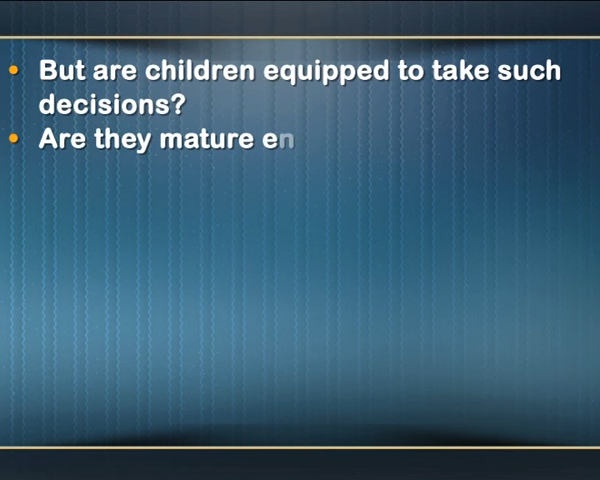 • But are children equipped to take such
decisions?
• Are they mature en